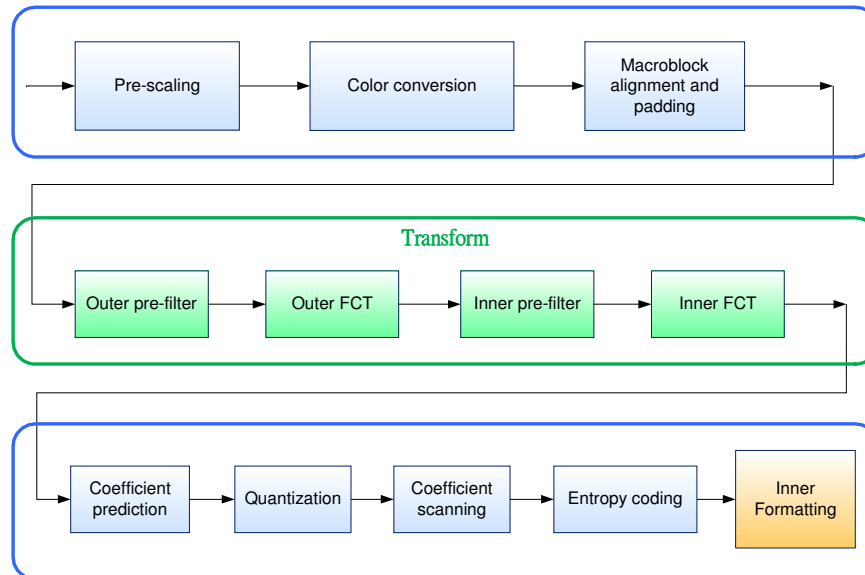 Pre-scaling
Color conversion
Macroblock
alignment and
padding
Transform
Outer pre-filter
Outer FCT
Inner pre-filter
Inner FCT
Coefficient
prediction
Quantization
Coefficient
scanning
Entropy coding
Inner
Formatting